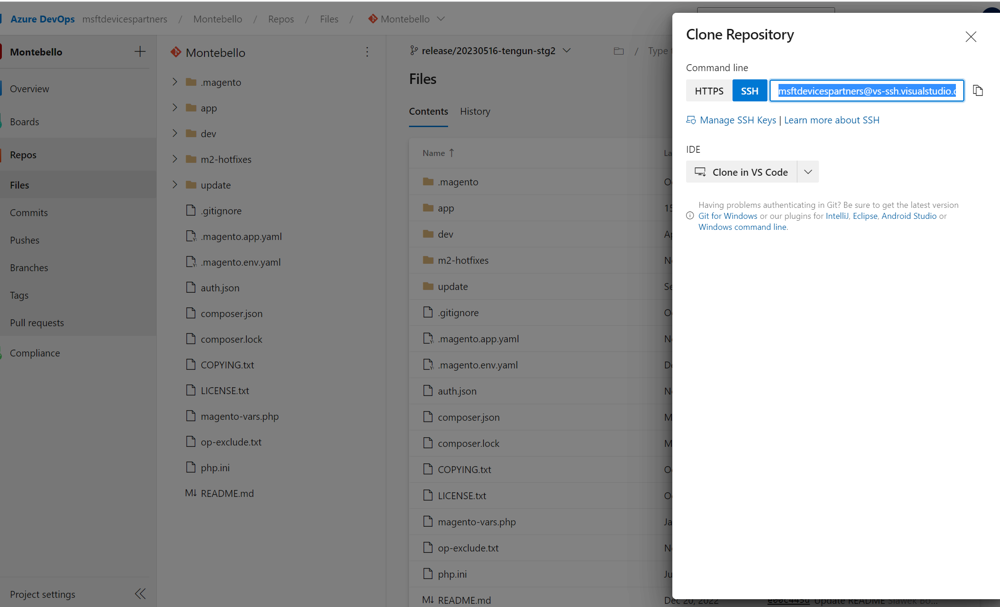 Azure DevOps msftdevicespartners / Montebello / Repos / Files / Montebello
Montebello
Overview
Boards
Repos
Files
Commits
Pushes
Branches
Tags
Pull requests
Compliance
Project settings
Montebello
.magento
app
dev
m2-hotfixes
update
.gitignore
.magento.app.yaml
.magento.env.yaml
auth.json
composer.json
composer.lock
COPYING.txt
LICENSE.txt
magento-vars.php
op-exclude.txt
php.ini
M↓ README.md
release/20230516-tengun-stg2 / Type
Files
Contents History
Name ↑
.magento
app
dev
m2-hotfixes
update
.gitignore
.magento.app.yaml
.magento.env.yaml
auth.json
composer.json
composer.lock
COPYING.txt
LICENSE.txt
magento-vars.php
op-exclude.txt
php.ini
M↓ README.md Dec 20, 2022 e00c445d Update README Sławek Bo...
Clone Repository
Command line
HTTPS SSH msftdevicespartners@vs-ssh.visualstudio.c
Manage SSH Keys | Learn more about SSH
IDE
Clone in VS Code
Having problems authenticating in Git? Be sure to get the latest version
Git for Windows or our plugins for IntelliJ, Eclipse, Android Studio or
Windows command line.